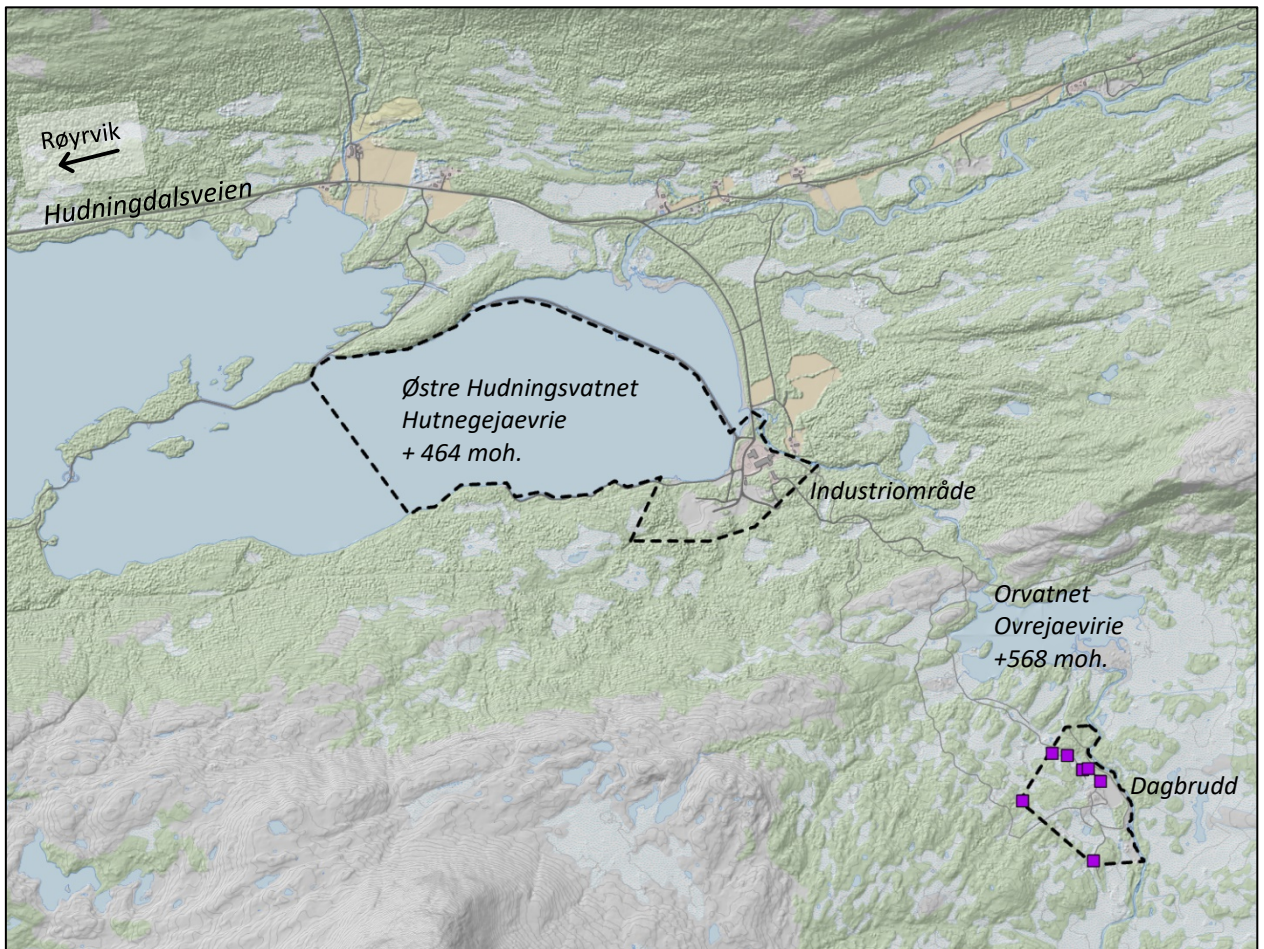 Røyrvik
Hudningdalsveien
Østre Hudningsvatnet
Hutnegejaevrie
+ 464 moh.
Industriområde
Orvatnet
Ovrejaevirie
+568 moh.
Dagbrudd